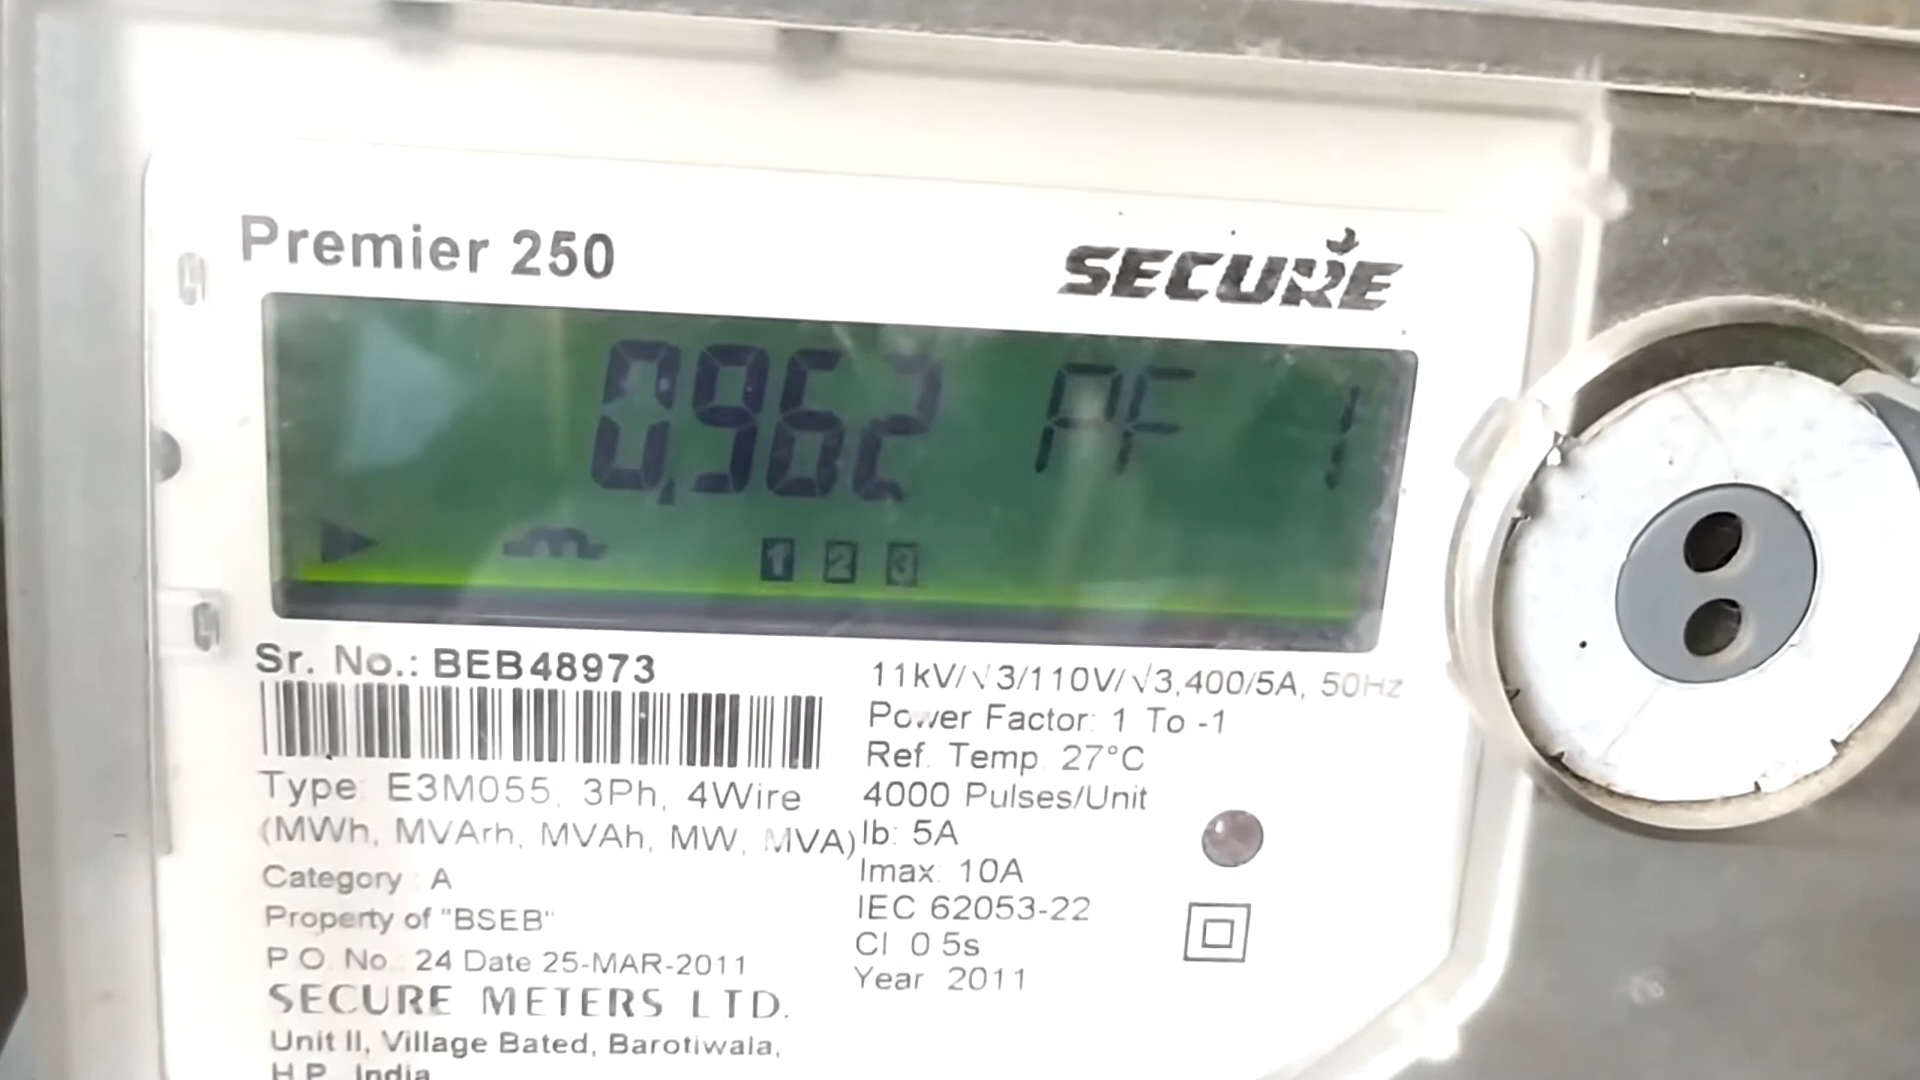 Premier 250
SECURE
0.962 PF 1
1 2 3
Sr. No.: BEB48973
Type: E3M055, 3Ph, 4Wire
(MWh, MVArh, MVAh, MW, MVA)
Category : A
Property of "BSEB"
P.O. No.: 24 Date 25-MAR-2011
SECURE METERS LTD.
Unit II, Village Bated, Barotiwala,
H.P., India
11kV/√3/110V/√3,400/5A, 50Hz
Power Factor: 1 To -1
Ref. Temp. 27°C
4000 Pulses/Unit
Ib: 5A
Imax: 10A
IEC 62053-22
Cl 0.5s
Year 2011